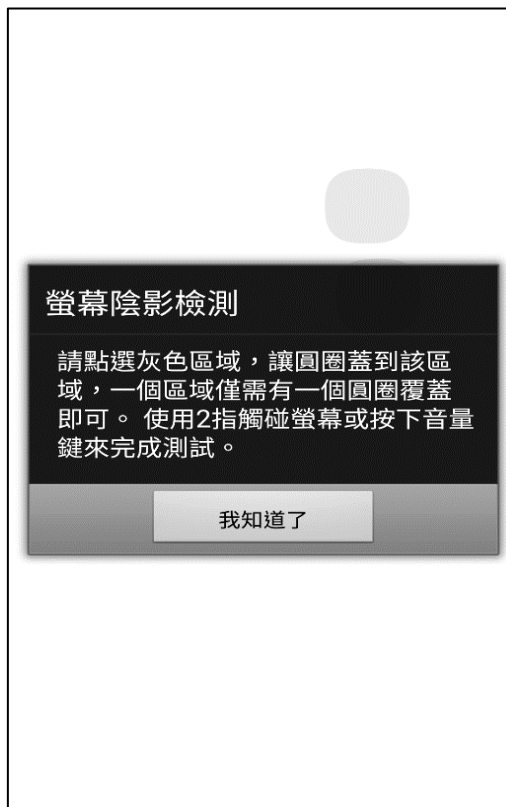 螢幕陰影檢測
請點選灰色區域，讓圓圈蓋到該區
域，一個區域僅需有一個圓圈覆蓋
即可。 使用2指觸碰螢幕或按下音量
鍵來完成測試。
我知道了